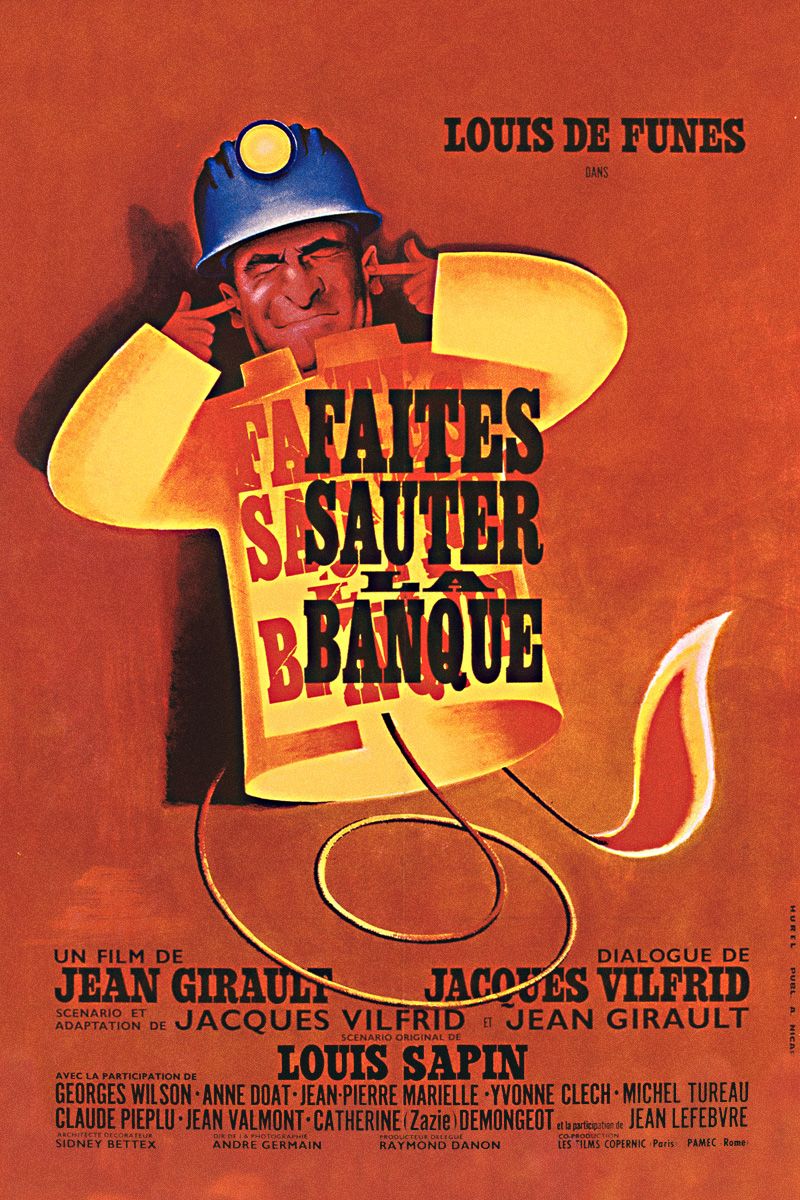 LOUIS DE FUNES
DANS
FAITES
SAUTER
LA
BANQUE
UN FILM DE
JEAN GIRAULT
DIALOGUE DE
JACQUES VILFRID
SCENARIO ET
ADAPTATION DE JACQUES VILFRID ET JEAN GIRAULT
SCENARIO ORIGINAL DE
LOUIS SAPIN
AVEC LA PARTICIPATION DE
GEORGES WILSON · ANNE DOAT · JEAN-PIERRE MARIELLE · YVONNE CLECH · MICHEL TUREAU
CLAUDE PIEPLU · JEAN VALMONT · CATHERINE (Zazie) DEMONGEOT et la participation de JEAN LEFEBVRE
ARCHITECTE DECORATEUR
SIDNEY BETTEX
DIR. DE LA PHOTOGRAPHIE
ANDRE GERMAIN
PRODUCTEUR DELEGUE
RAYMOND DANON
CO-PRODUCTION
LES FILMS COPERNIC (Paris) PAMEC Rome)
HUREL PUBL A NICA